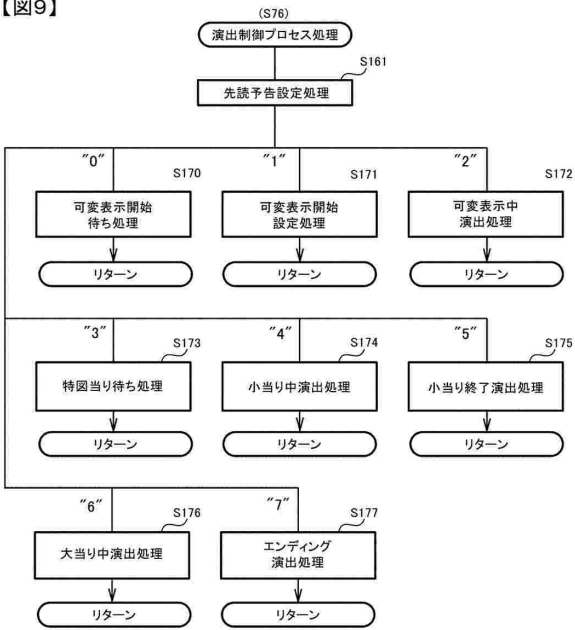 【図9】
(S76)
演出制御プロセス処理
S161
先読予告設定処理
"0"
S170
"1"
S171
"2"
S172
可変表示開始
待ち処理
可変表示開始
設定処理
可変表示中
演出処理
リターン
リターン
リターン
"3"
S173
"4"
S174
"5"
S175
特図当り待ち処理
小当り中演出処理
小当り終了演出処理
リターン
リターン
リターン
"6"
S176
"7"
S177
大当り中演出処理
エンディング
演出処理
リターン
リターン